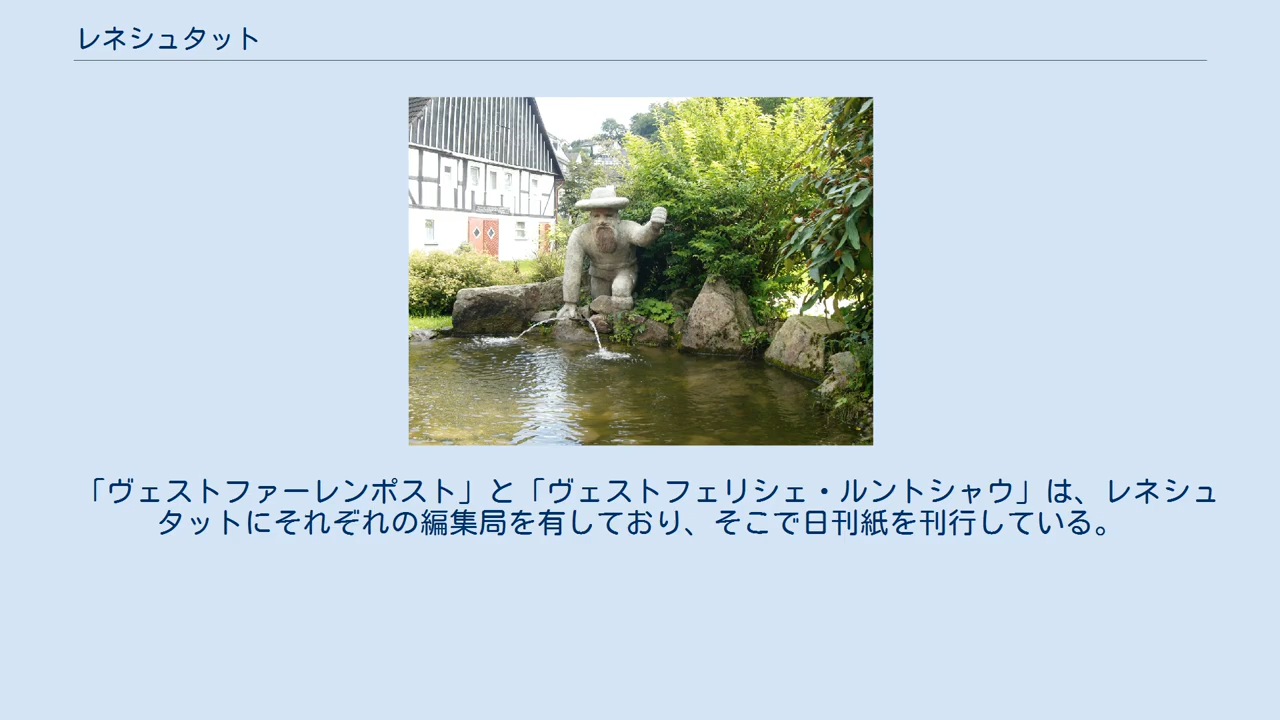 レネシュタット
「ヴェストファーレンポスト」と「ヴェストフェリシェ・ルントシャウ」は、レネシュ
タットにそれぞれの編集局を有しており、そこで日刊紙を刊行している。